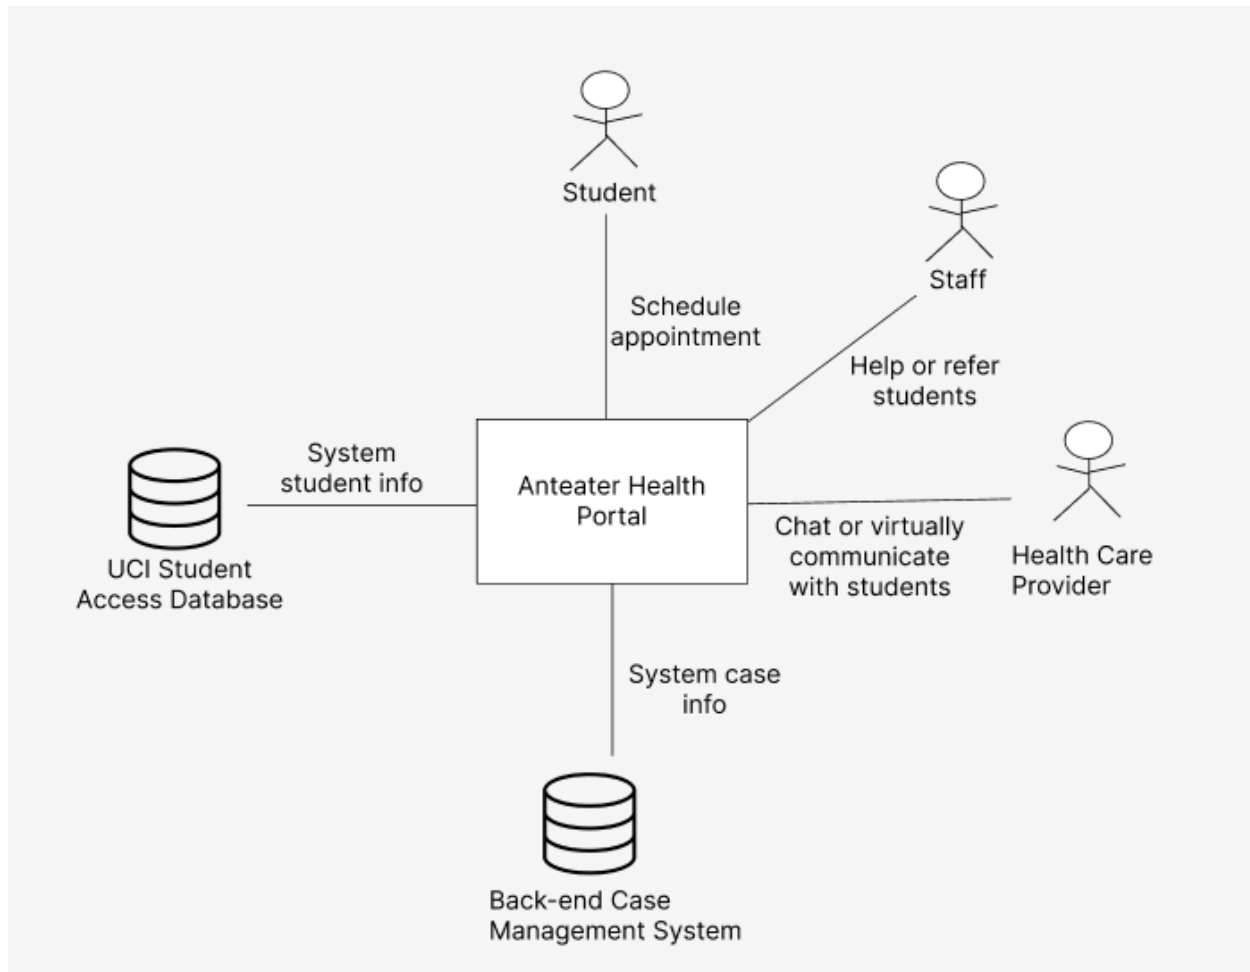 Student
Staff
Schedule
appointment
Help or refer
students
System
student info
Anteater Health
Portal
Chat or virtually
communicate
with students
Health Care
Provider
UCI Student
Access Database
System case
info
Back-end Case
Management System